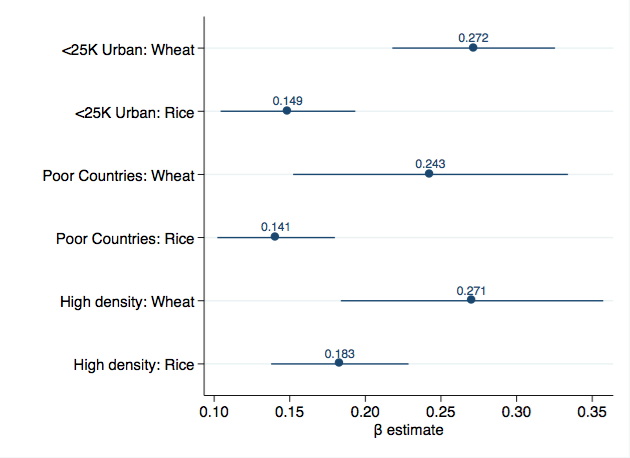 0.272
<25K Urban: Wheat
0.149
<25K Urban: Rice
0.243
Poor Countries: Wheat
0.141
Poor Countries: Rice
0.271
High density: Wheat
0.183
High density: Rice
0.10 0.15 0.20 0.25 0.30 0.35
β estimate